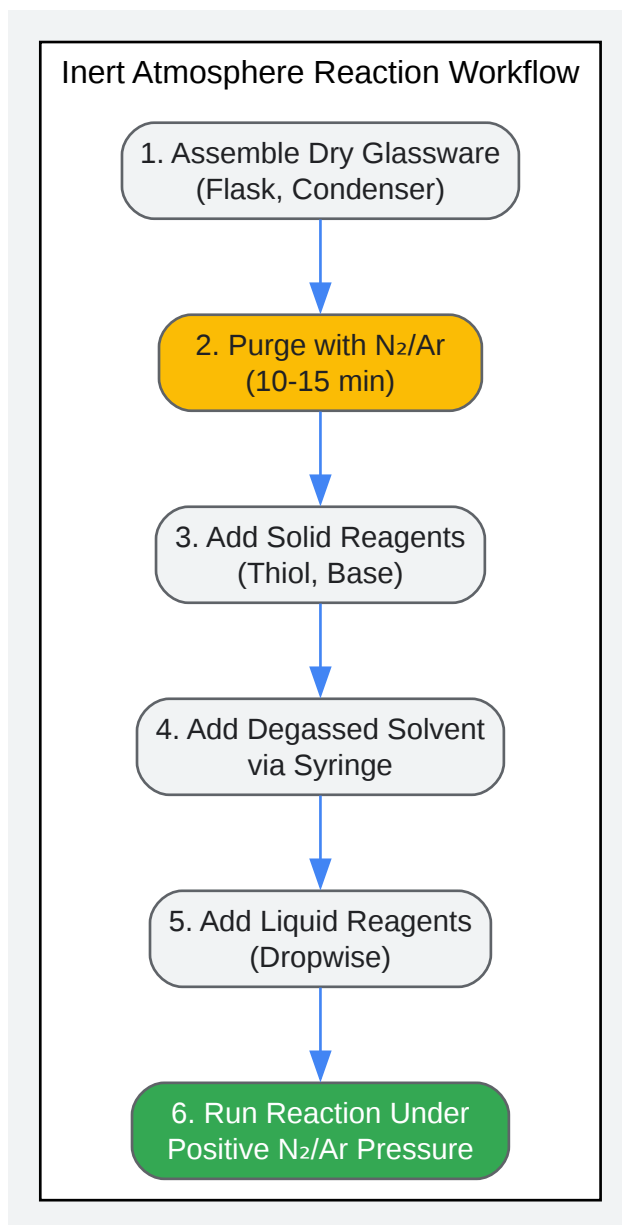 Inert Atmosphere Reaction Workflow
1. Assemble Dry Glassware
(Flask, Condenser)
2. Purge with N₂/Ar
(10-15 min)
3. Add Solid Reagents
(Thiol, Base)
4. Add Degassed Solvent
via Syringe
5. Add Liquid Reagents
(Dropwise)
6. Run Reaction Under
Positive N₂/Ar Pressure